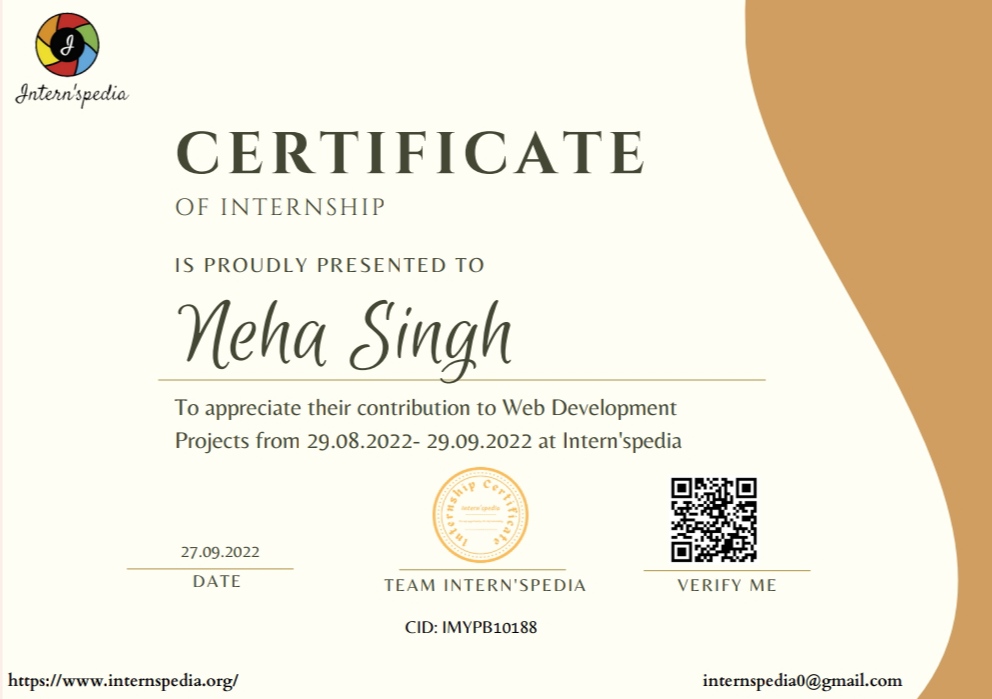 J
Intern'spedia
CERTIFICATE
OF INTERNSHIP
IS PROUDLY PRESENTED TO
Neha Singh
To appreciate their contribution to Web Development
Projects from 29.08.2022- 29.09.2022 at Intern'spedia
Internship Certificate
Intern'spedia
27.09.2022
DATE
TEAM INTERN'SPEDIA
VERIFY ME
CID: IMYPB10188
https://www.internspedia.org/
internspedia0@gmail.com